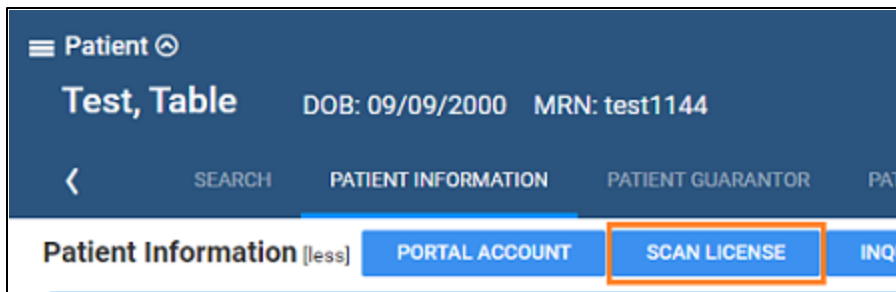 Patient
Test, Table DOB: 09/09/2000 MRN: test1144
SEARCH PATIENT INFORMATION PATIENT GUARANTOR
Patient Information [less] PORTAL ACCOUNT SCAN LICENSE